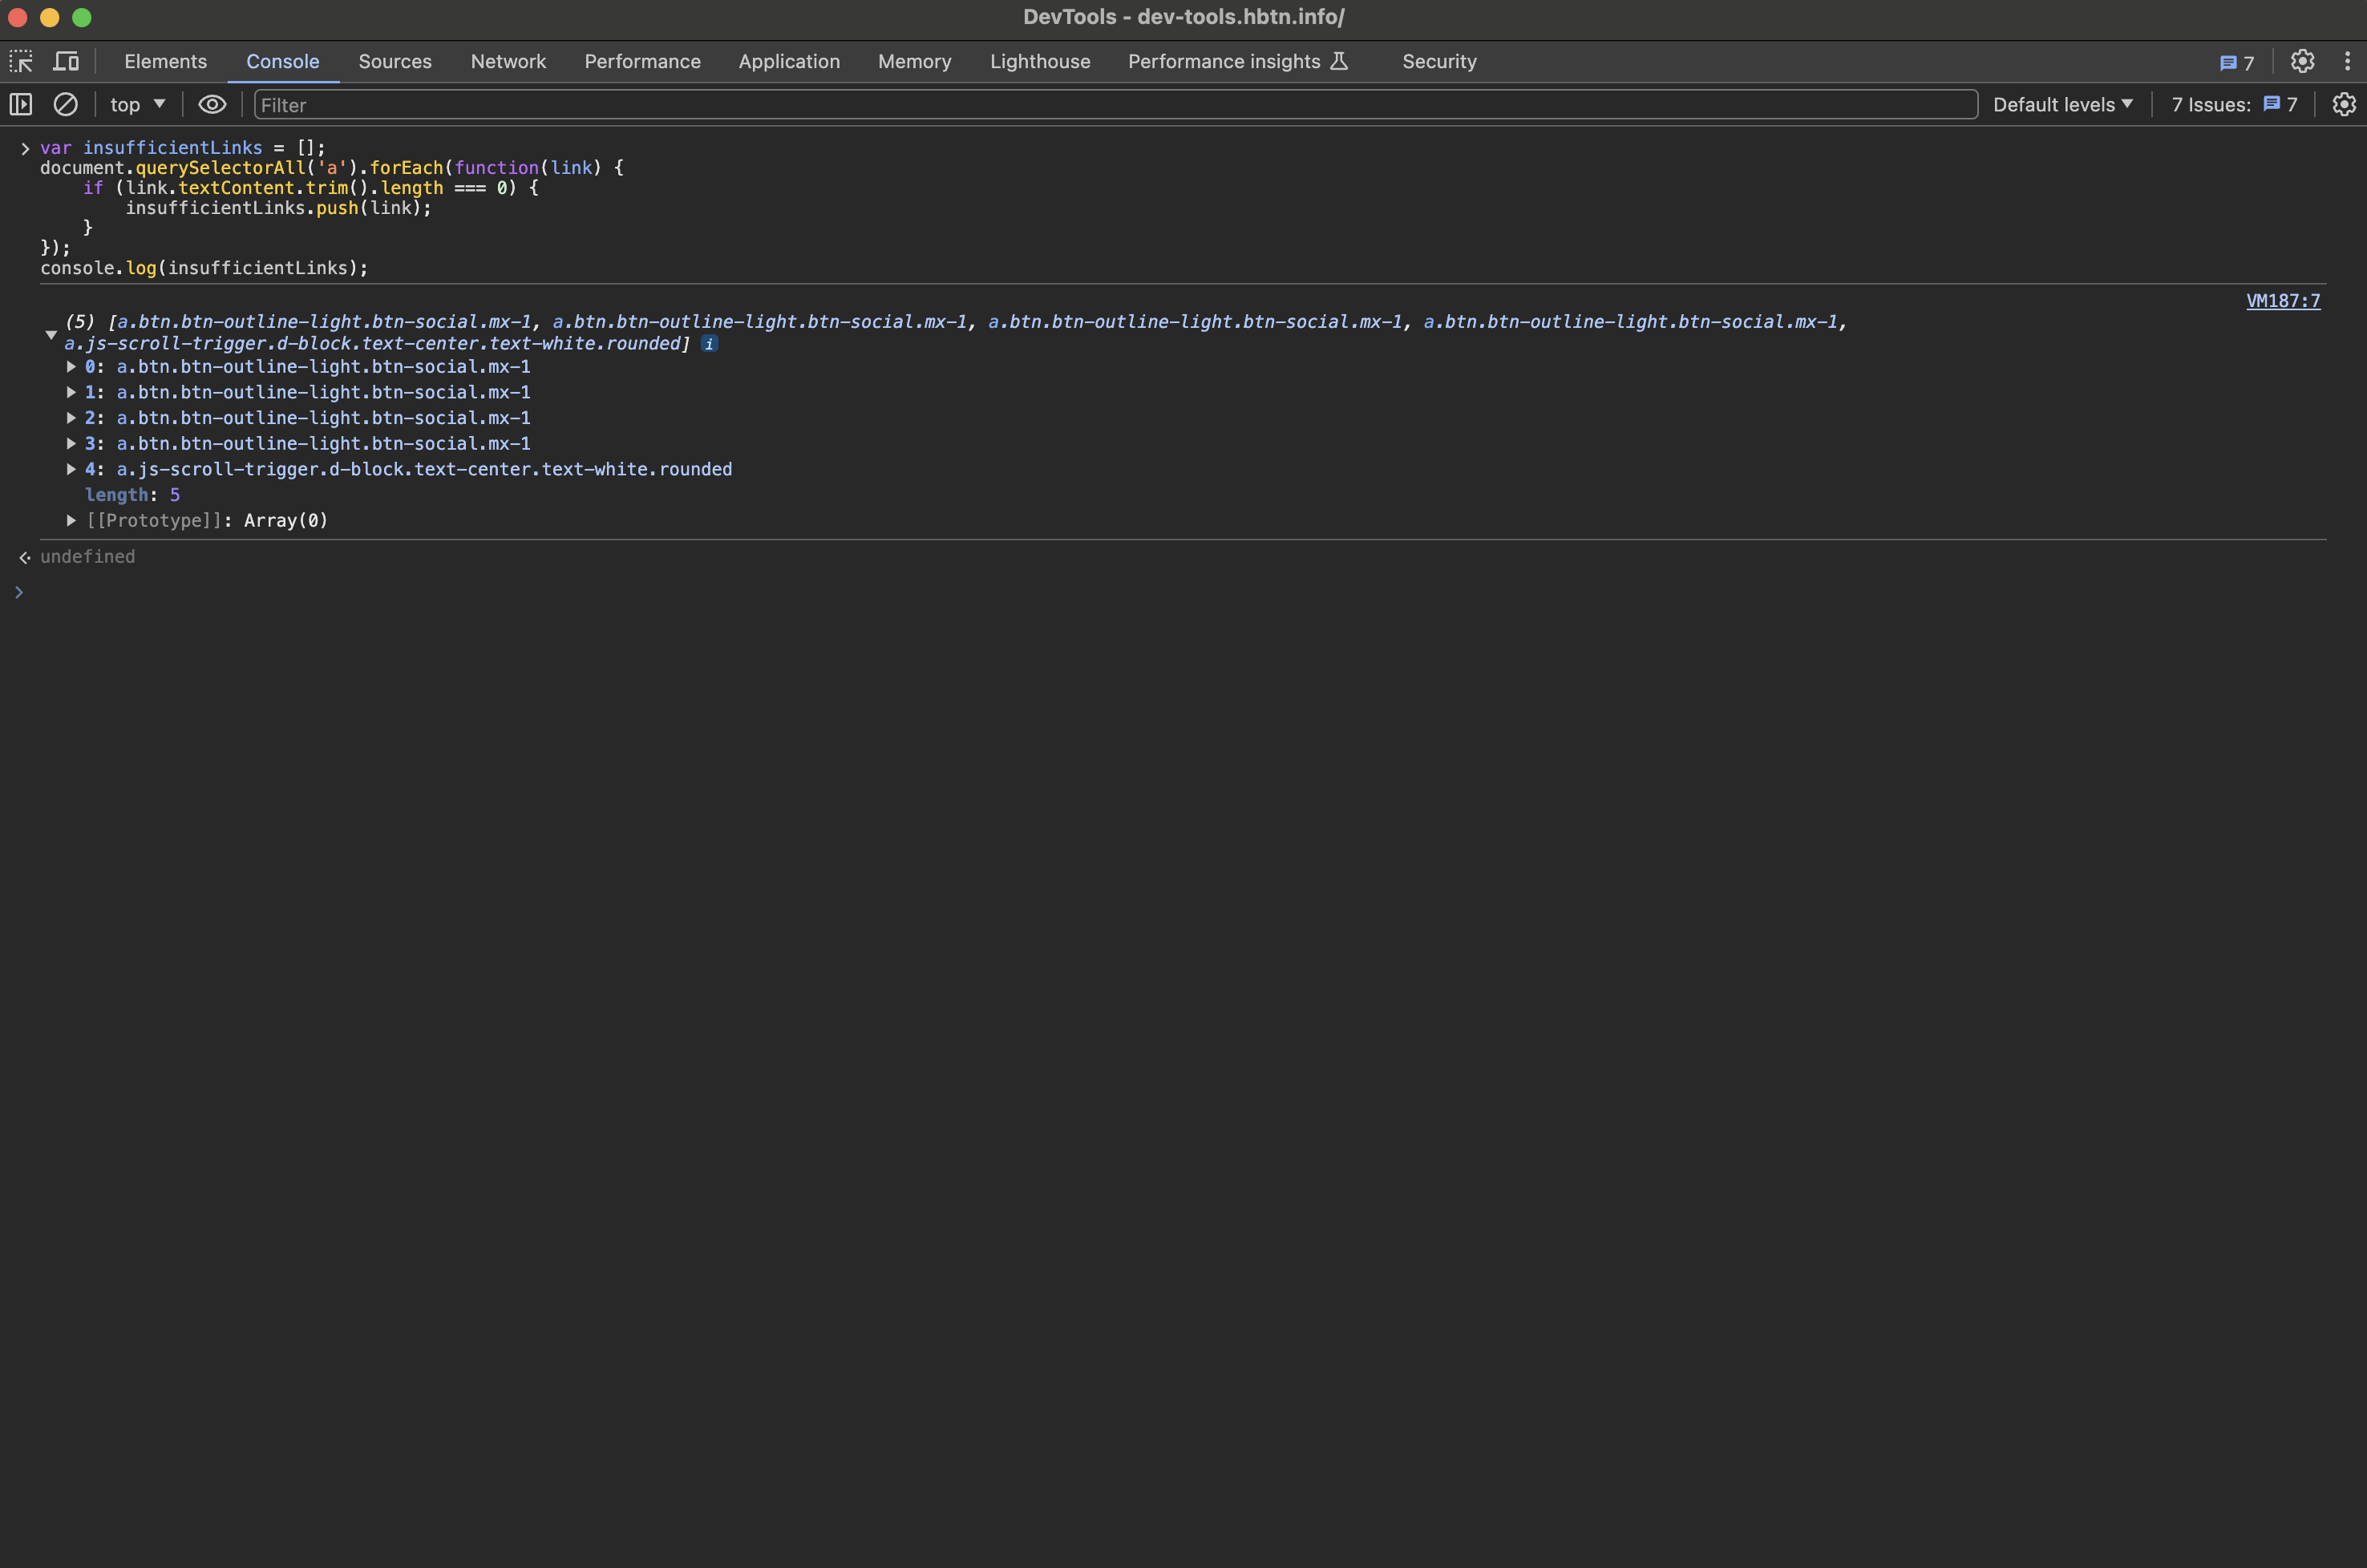 DevTools - dev-tools.hbtn.info/
Elements Console Sources Network Performance Application Memory Lighthouse Performance insights Security 7
top Filter Default levels 7 Issues: 7
var insufficientLinks = [];
document.querySelectorAll('a').forEach(function(link) {
    if (link.textContent.trim().length === 0) {
        insufficientLinks.push(link);
    }
});
console.log(insufficientLinks);
VM187:7
(5) [a.btn.btn-outline-light.btn-social.mx-1, a.btn.btn-outline-light.btn-social.mx-1, a.btn.btn-outline-light.btn-social.mx-1, a.btn.btn-outline-light.btn-social.mx-1,
a.js-scroll-trigger.d-block.text-center.text-white.rounded] i
0: a.btn.btn-outline-light.btn-social.mx-1
1: a.btn.btn-outline-light.btn-social.mx-1
2: a.btn.btn-outline-light.btn-social.mx-1
3: a.btn.btn-outline-light.btn-social.mx-1
4: a.js-scroll-trigger.d-block.text-center.text-white.rounded
length: 5
[[Prototype]]: Array(0)
undefined